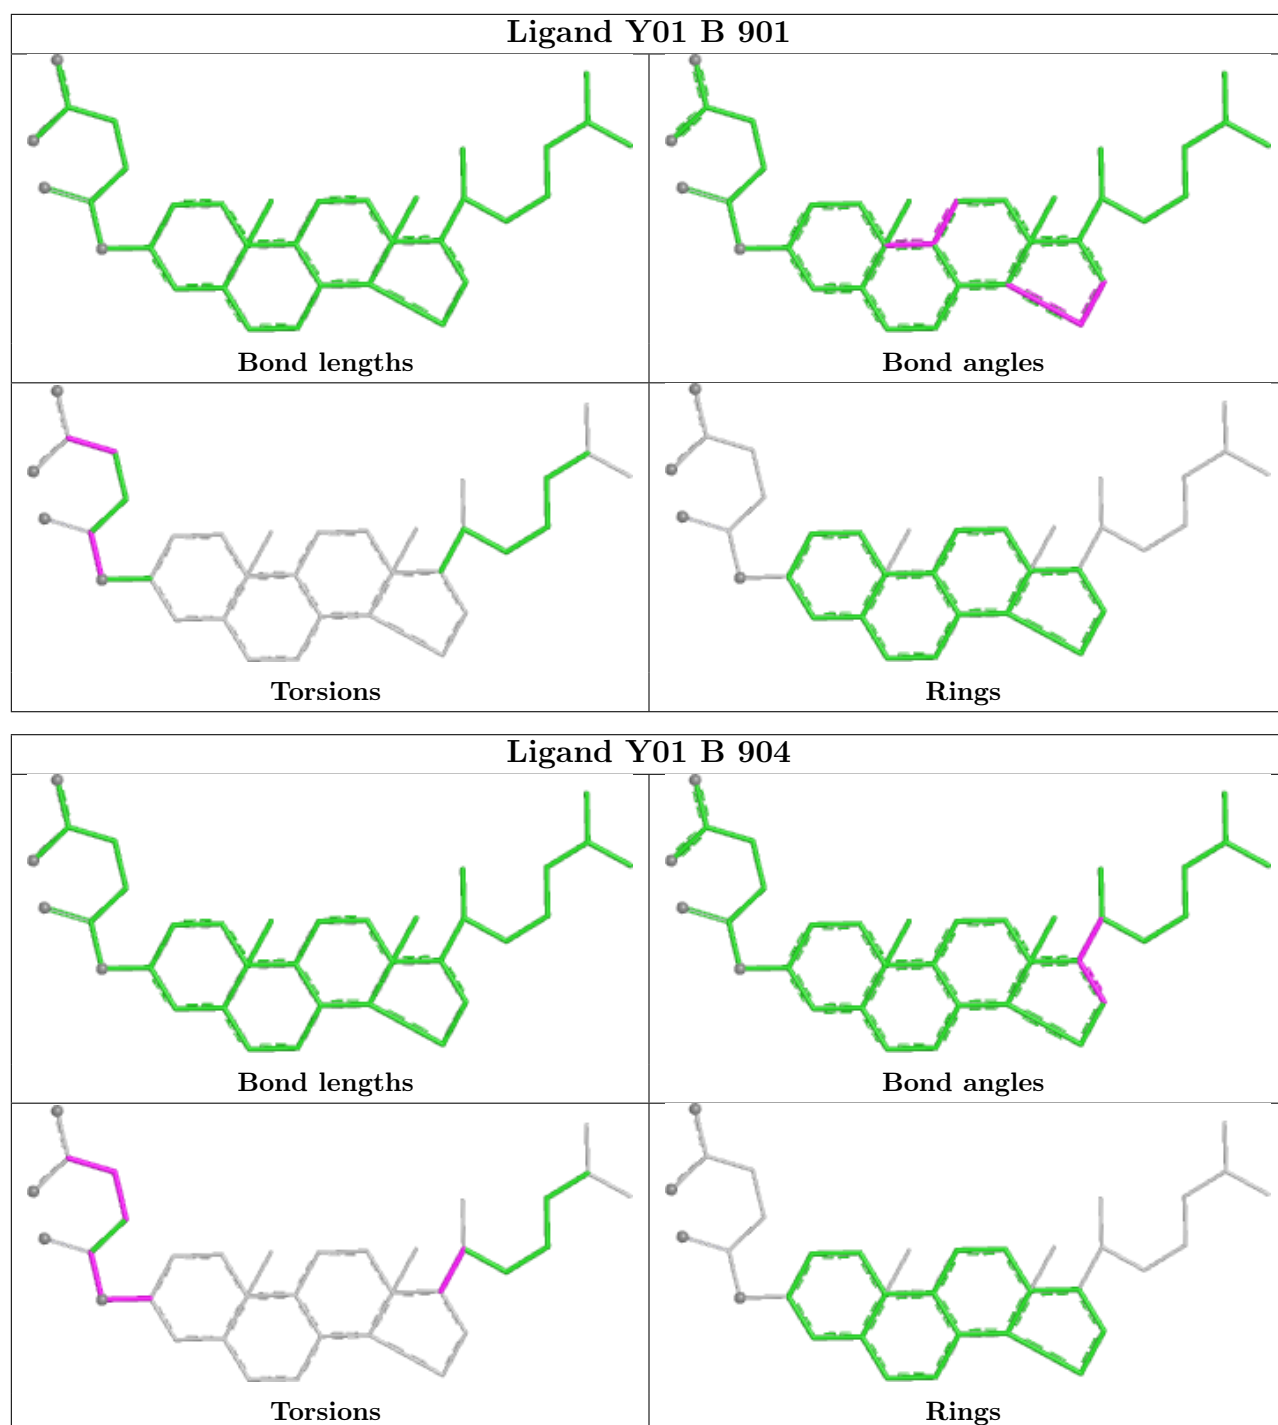 Ligand Y01 B 901
Bond lengths
Bond angles
Torsions
Rings
Ligand Y01 B 904
Bond lengths
Bond angles
Torsions
Rings